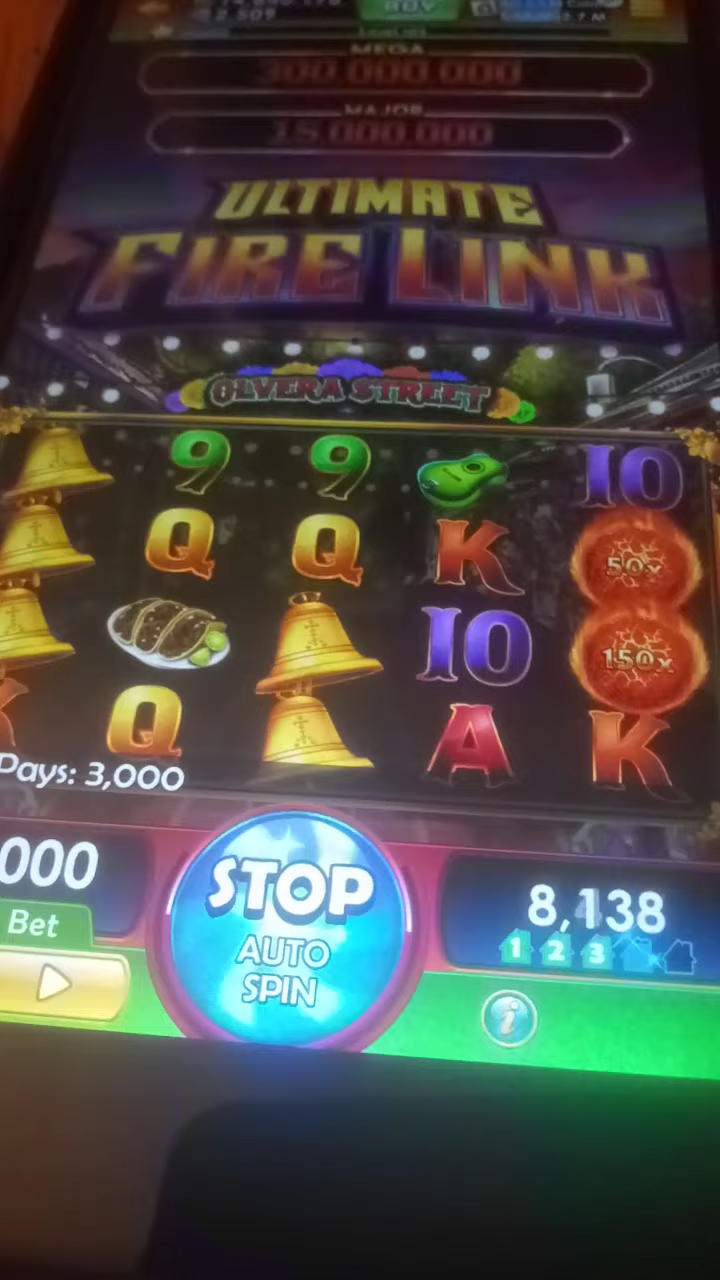 BUY
MEGA
300,000,000
MAJOR
15,000,000
ULTIMATE
FIRE LINK
OLVERA STREET
9 9 10
Q Q K 50x
10 150x
K Q A K
Pays: 3,000
000
Bet
STOP
AUTO
SPIN
8,138
1 2 3
i